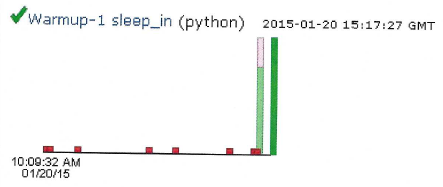 Warmup-1 sleep_in (python) 2015-01-20 15:17:27 GMT
10:09:32 AM
01/20/15